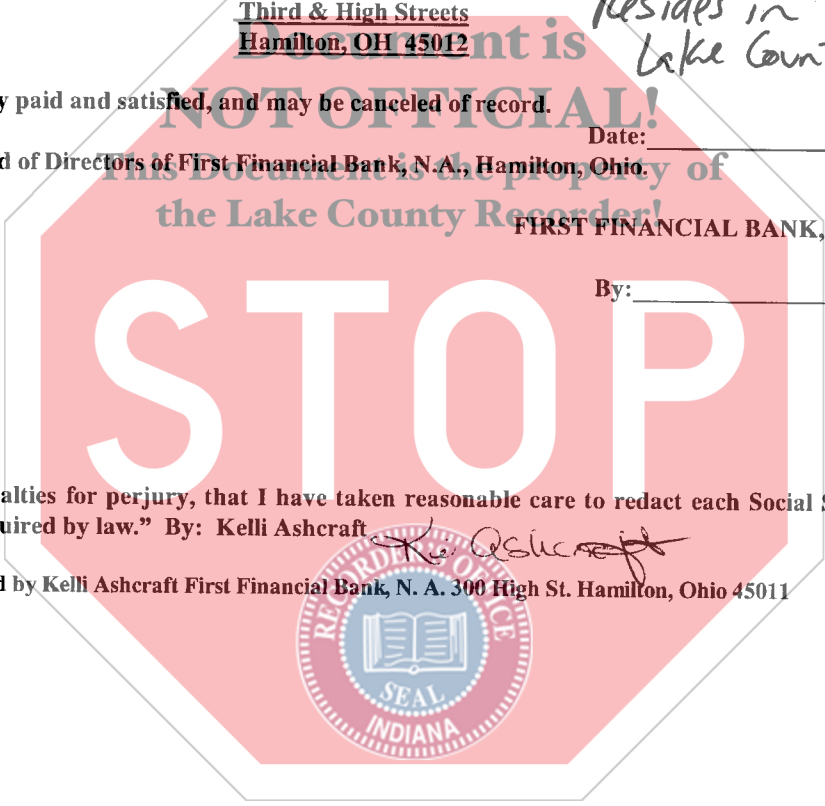 Third & High Streets
Resides in
Hamilton, OH 45012
Lake Coun
Document is
NOT OFFICIAL!
This Document is the property of
the Lake County Recorder!
y paid and satisfied, and may be canceled of record.
Date:
d of Directors of First Financial Bank, N.A., Hamilton, Ohio.
FIRST FINANCIAL BANK,
By:
STOP
alties for perjury, that I have taken reasonable care to redact each Social S
uired by law.” By: Kelli Ashcraft
d by Kelli Ashcraft First Financial Bank, N. A. 300 High St. Hamilton, Ohio 45011
RECORDER'S OFFICE
SEAL
INDIANA